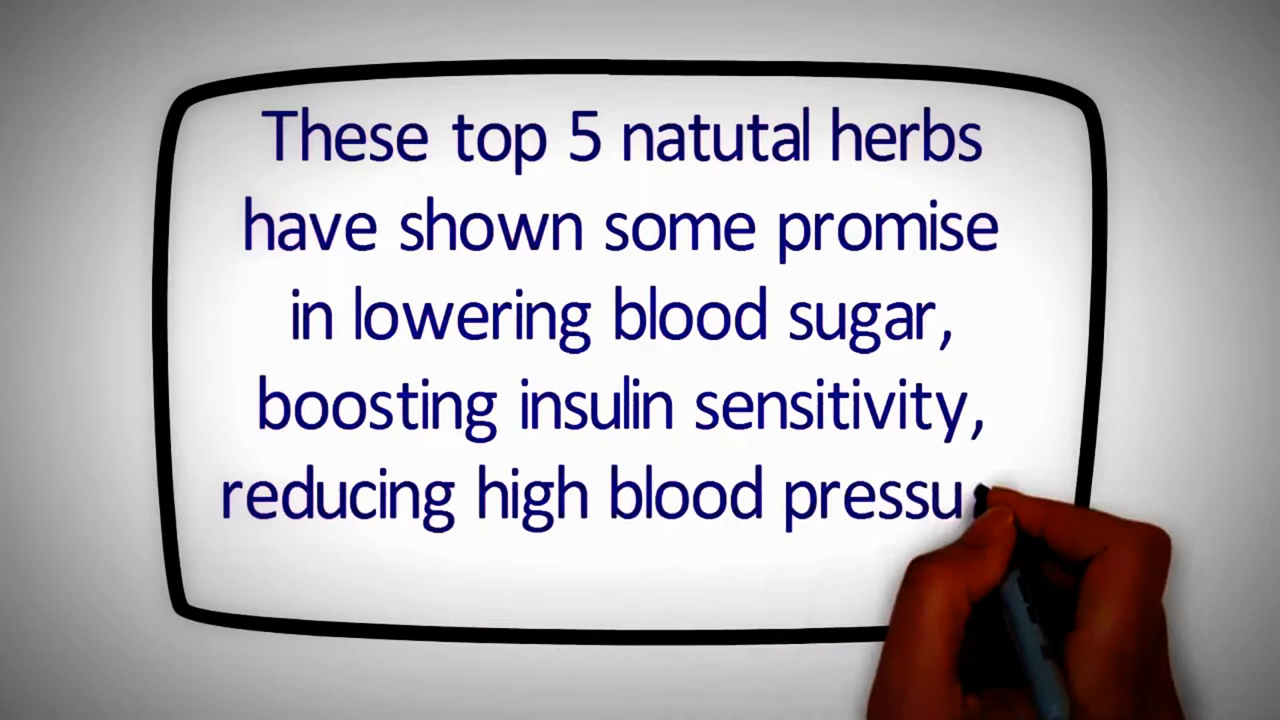 These top 5 natutal herbs
have shown some promise
in lowering blood sugar,
boosting insulin sensitivity,
reducing high blood pressu